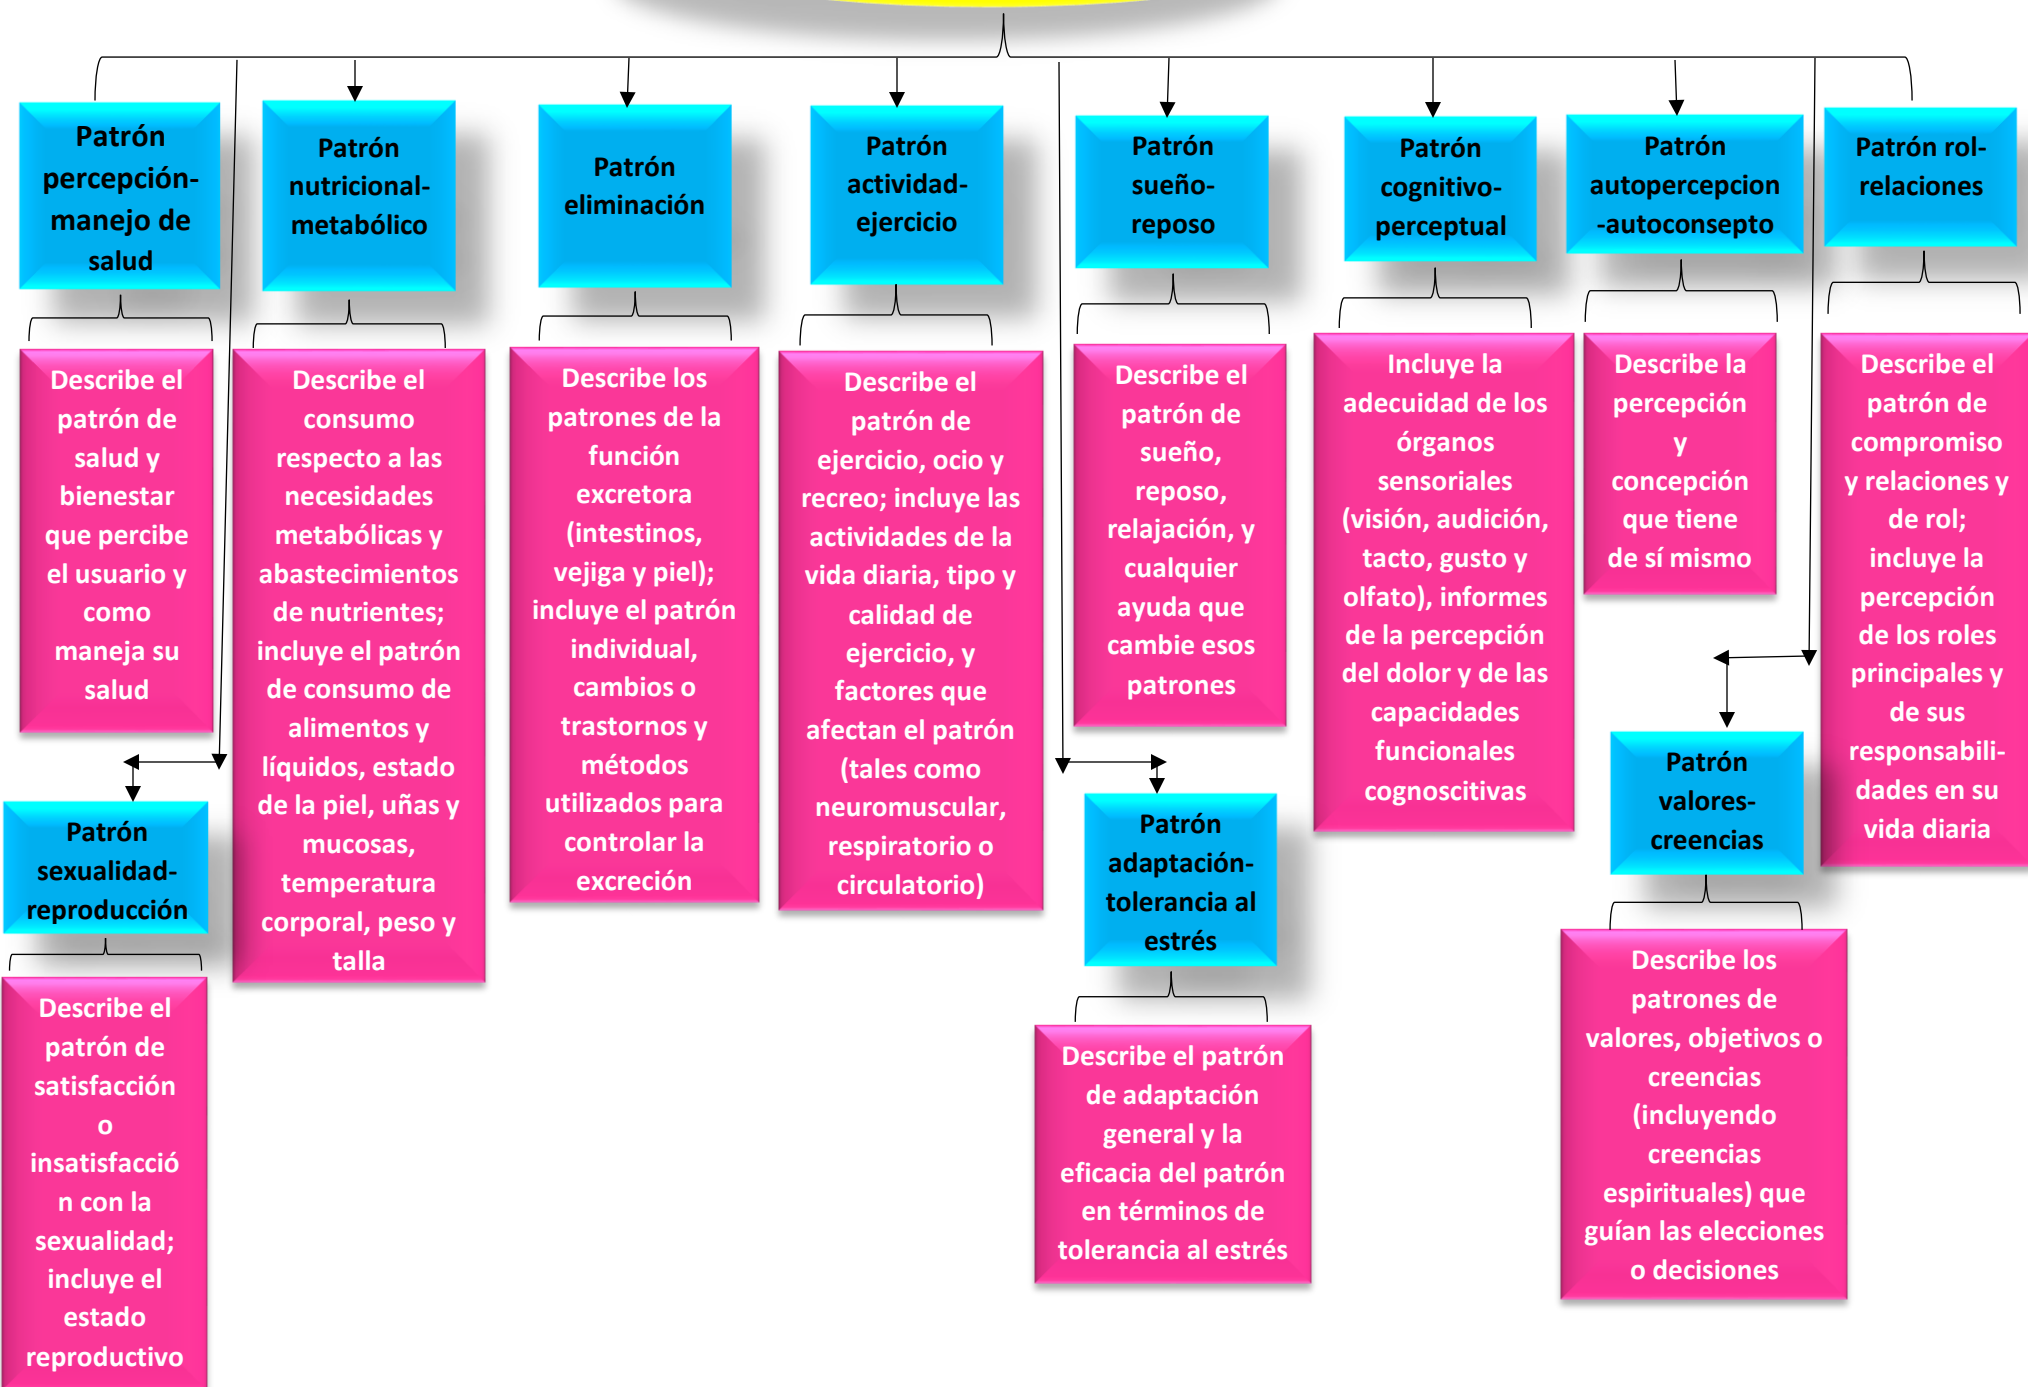 Patrón
percepción-
manejo de
salud
Patrón
nutricional-
metabólico
Patrón
eliminación
Patrón
actividad-
ejercicio
Patrón
sueño-
reposo
Patrón
cognitivo-
perceptual
Patrón
autopercepcion
-autoconsepto
Patrón rol-
relaciones
Describe el
patrón de
salud y
bienestar
que percibe
el usuario y
como
maneja su
salud
Describe el
consumo
respecto a las
necesidades
metabólicas y
abastecimientos
de nutrientes;
incluye el patrón
de consumo de
alimentos y
líquidos, estado
de la piel, uñas y
mucosas,
temperatura
corporal, peso y
talla
Describe los
patrones de la
función
excretora
(intestinos,
vejiga y piel);
incluye el patrón
individual,
cambios o
trastornos y
métodos
utilizados para
controlar la
excreción
Describe el
patrón de
ejercicio, ocio y
recreo; incluye las
actividades de la
vida diaria, tipo y
calidad de
ejercicio, y
factores que
afectan el patrón
(tales como
neuromuscular,
respiratorio o
circulatorio)
Describe el
patrón de
sueño,
reposo,
relajación, y
cualquier
ayuda que
cambie esos
patrones
Incluye la
adecuidad de los
órganos
sensoriales
(visión, audición,
tacto, gusto y
olfato), informes
de la percepción
del dolor y de las
capacidades
funcionales
cognoscitivas
Describe la
percepción
y
concepción
que tiene
de sí mismo
Describe el
patrón de
compromiso
y relaciones y
de rol;
incluye la
percepción
de los roles
principales y
de sus
responsabili-
dades en su
vida diaria
Patrón
sexualidad-
reproducción
Patrón
adaptación-
tolerancia al
estrés
Patrón
valores-
creencias
Describe el
patrón de
satisfacción
o
insatisfacció
n con la
sexualidad;
incluye el
estado
reproductivo
Describe el patrón
de adaptación
general y la
eficacia del patrón
en términos de
tolerancia al estrés
Describe los
patrones de
valores, objetivos o
creencias
(incluyendo
creencias
espirituales) que
guían las elecciones
o decisiones